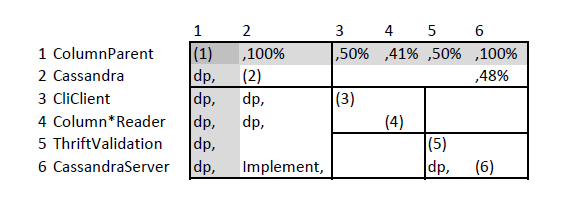 1 2 3 4 5 6
1 ColumnParent (1) ,100% ,50% ,41% ,50% ,100%
2 Cassandra dp, (2) ,48%
3 CliClient dp, dp, (3)
4 Column*Reader dp, dp, (4)
5 ThriftValidation dp, (5)
6 CassandraServer dp, Implement, dp, (6)